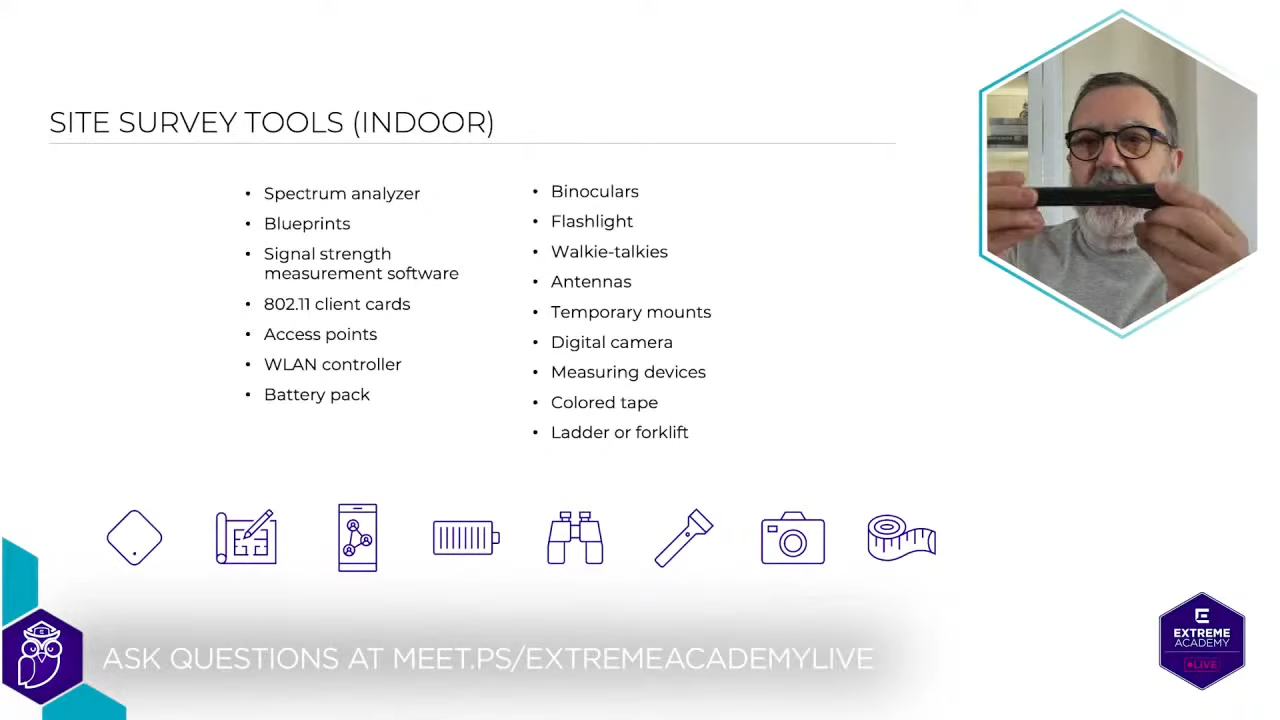 SITE SURVEY TOOLS (INDOOR)
• Spectrum analyzer
• Blueprints
• Signal strength
measurement software
• 802.11 client cards
• Access points
• WLAN controller
• Battery pack
• Binoculars
• Flashlight
• Walkie-talkies
• Antennas
• Temporary mounts
• Digital camera
• Measuring devices
• Colored tape
• Ladder or forklift
ASK QUESTIONS AT MEET.PS/EXTREMEACADEMYLIVE
E
EXTREME
ACADEMY
LIVE